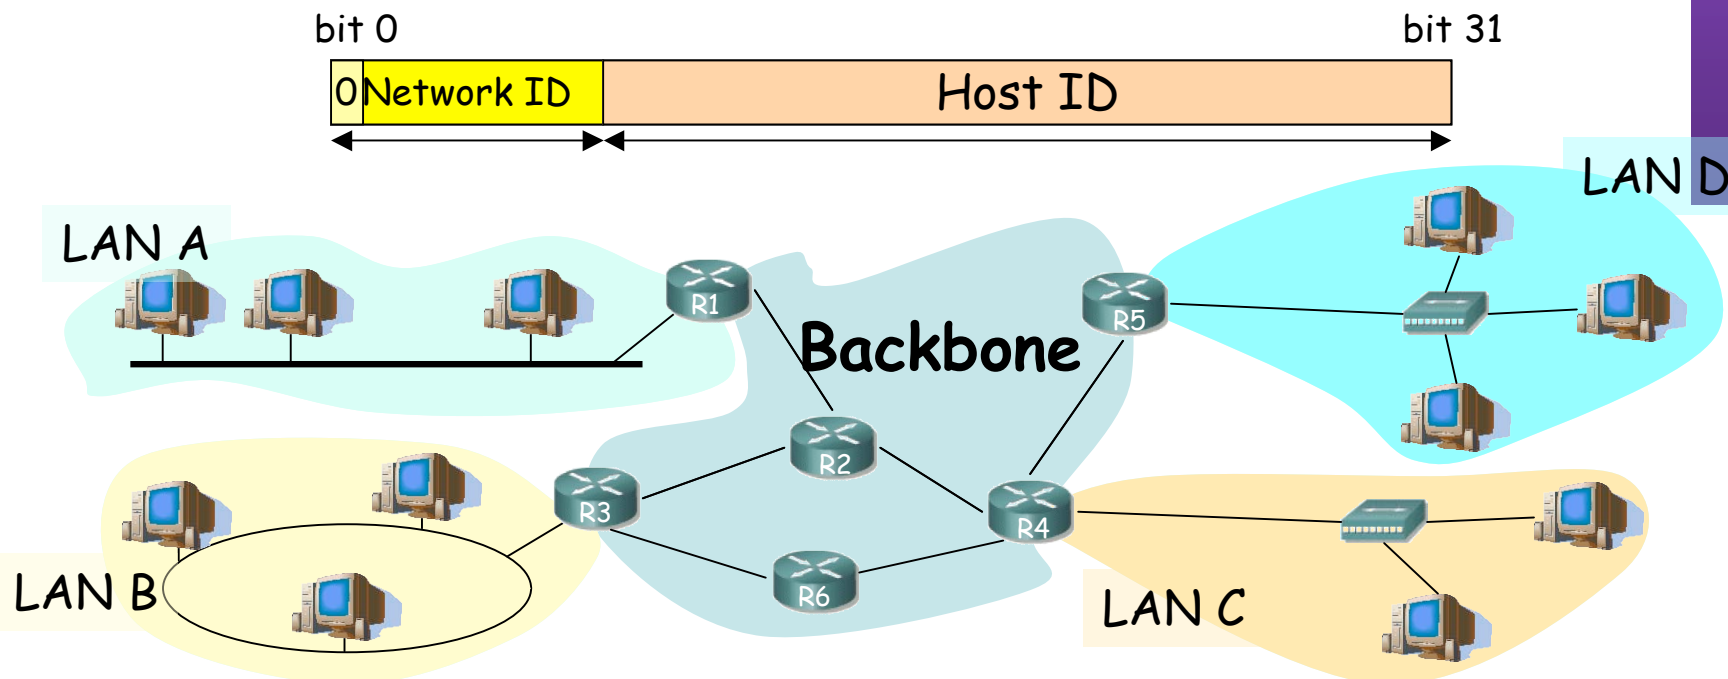 bit 0
bit 31
0 Network ID
Host ID
LAN D
LAN A
R1
R5
Backbone
R2
R3
R4
R6
LAN B
LAN C